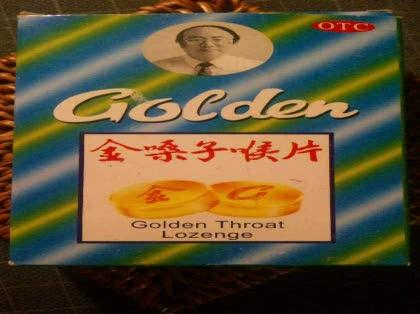 OTC
Golden
金嗓子喉片
金 G
Golden Throat
Lozenge